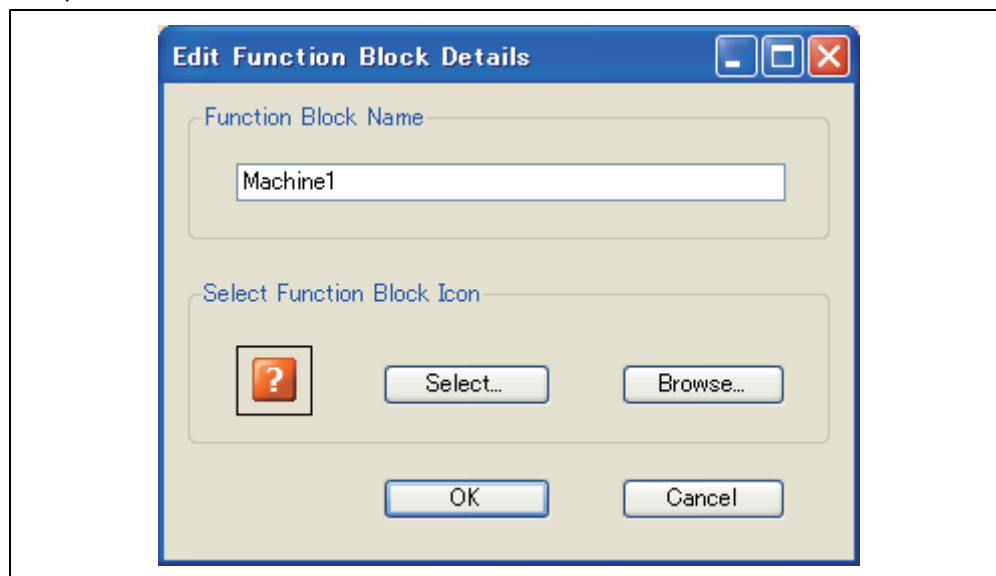 Edit Function Block Details
Function Block Name
Machine1
Select Function Block Icon
?
Select...
Browse...
OK
Cancel